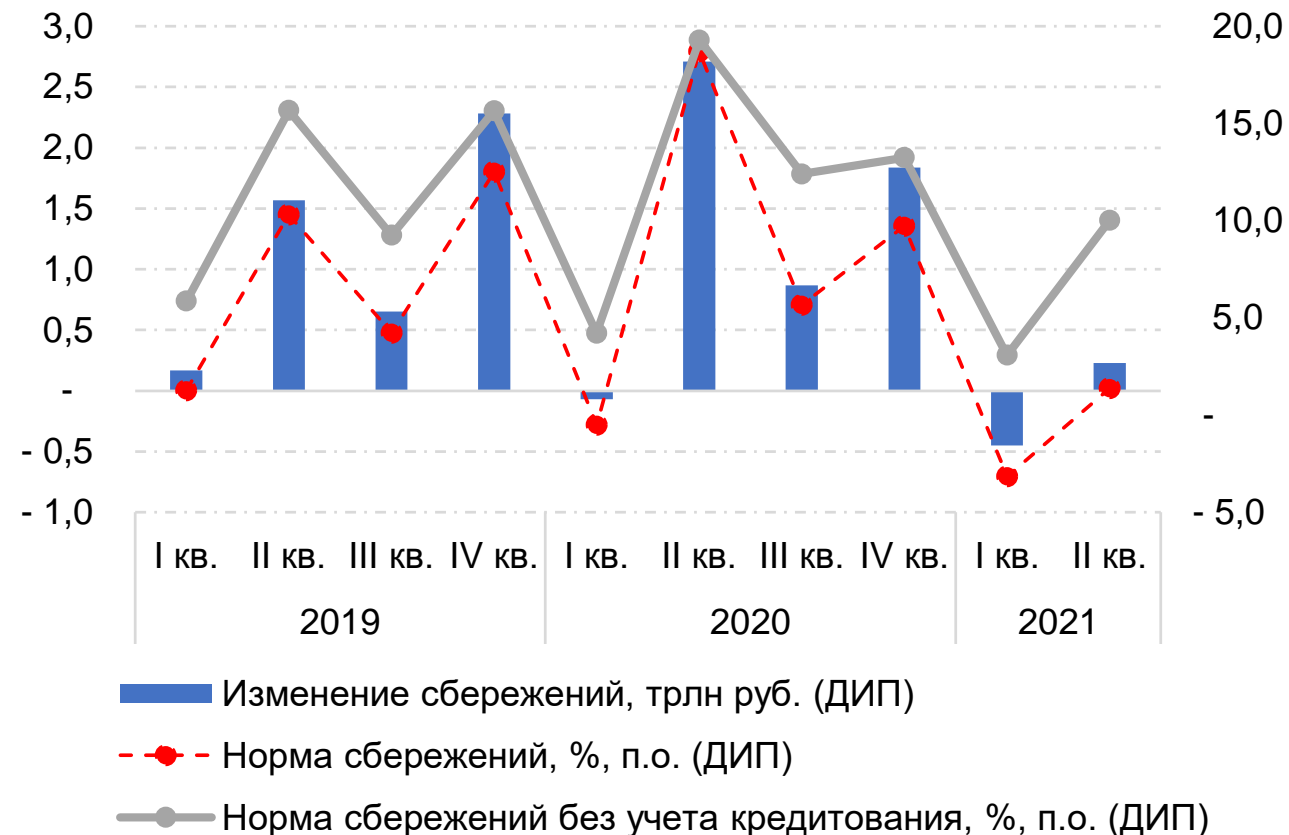 3,0 20,0
2,5
2,0 15,0
1,5
1,0 10,0
0,5 5,0
-
- 0,5 -
- 1,0 - 5,0
I кв. II кв. III кв. IV кв. I кв. II кв. III кв. IV кв. I кв. II кв.
2019 2020 2021
Изменение сбережений, трлн руб. (ДИП)
Норма сбережений, %, п.о. (ДИП)
Норма сбережений без учета кредитования, %, п.о. (ДИП)